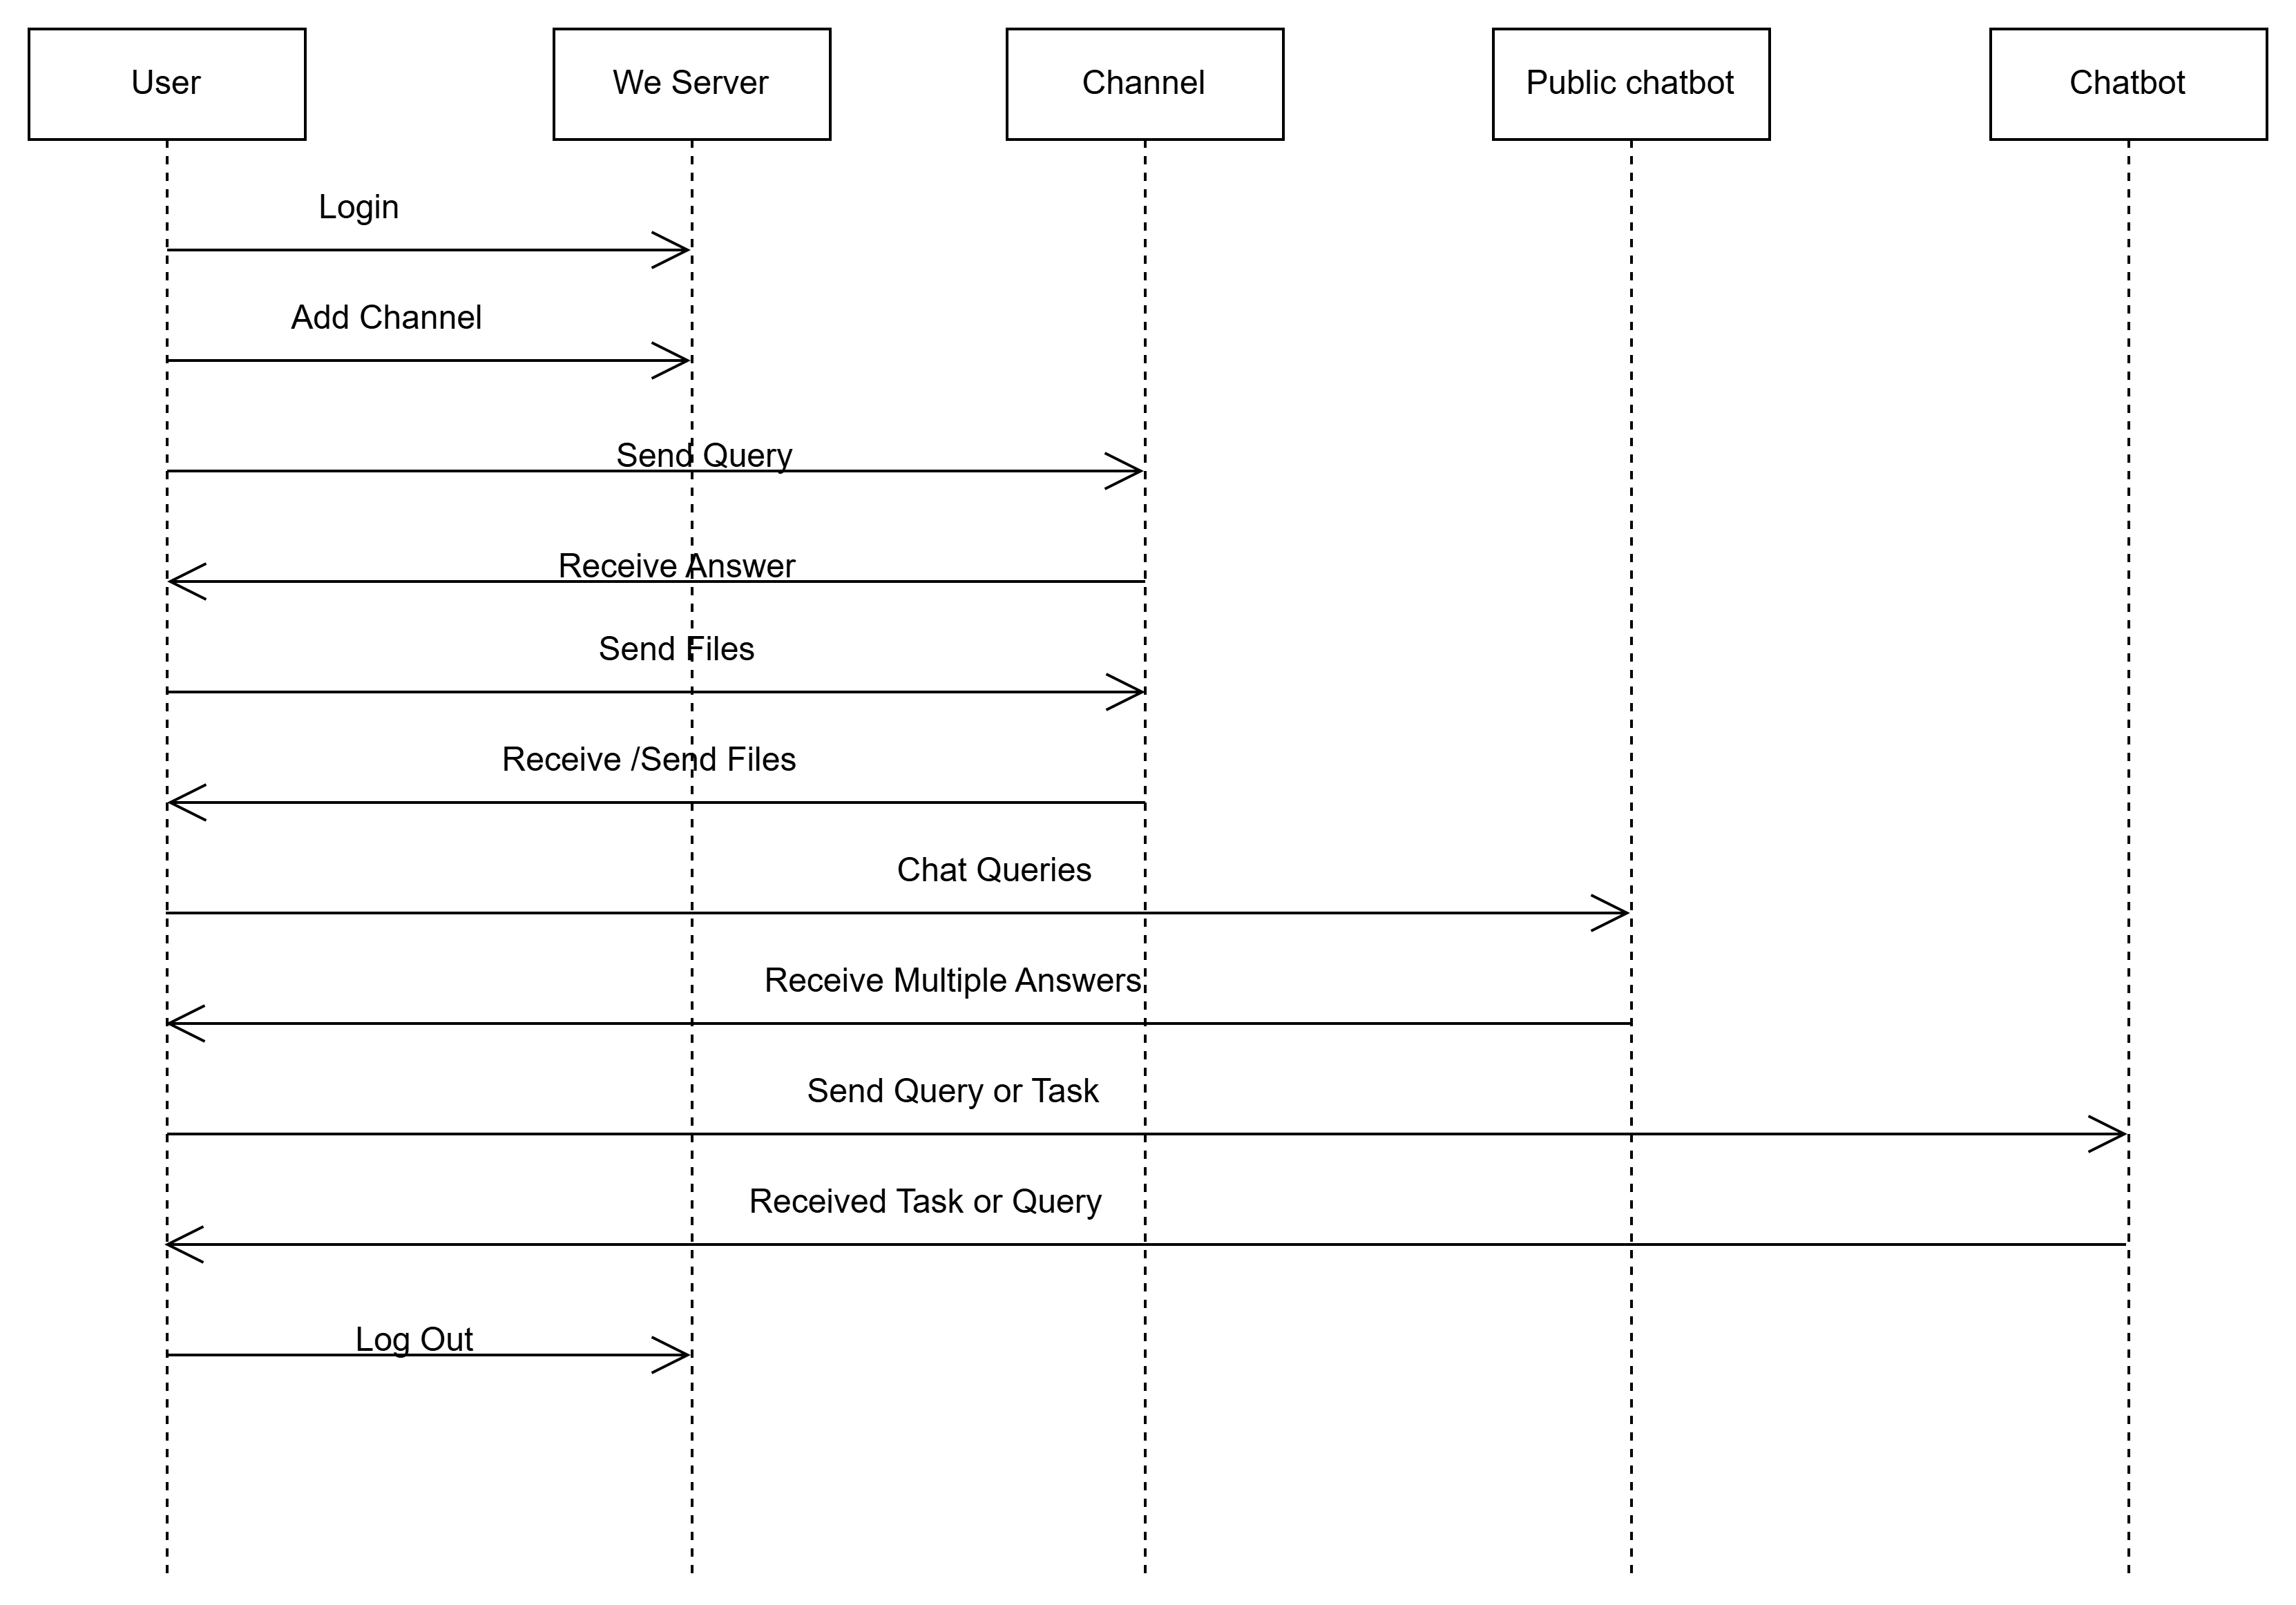 User
We Server
Channel
Public chatbot
Chatbot
Login
Add Channel
Send Query
Receive Answer
Send Files
Receive /Send Files
Chat Queries
Receive Multiple Answers
Send Query or Task
Received Task or Query
Log Out